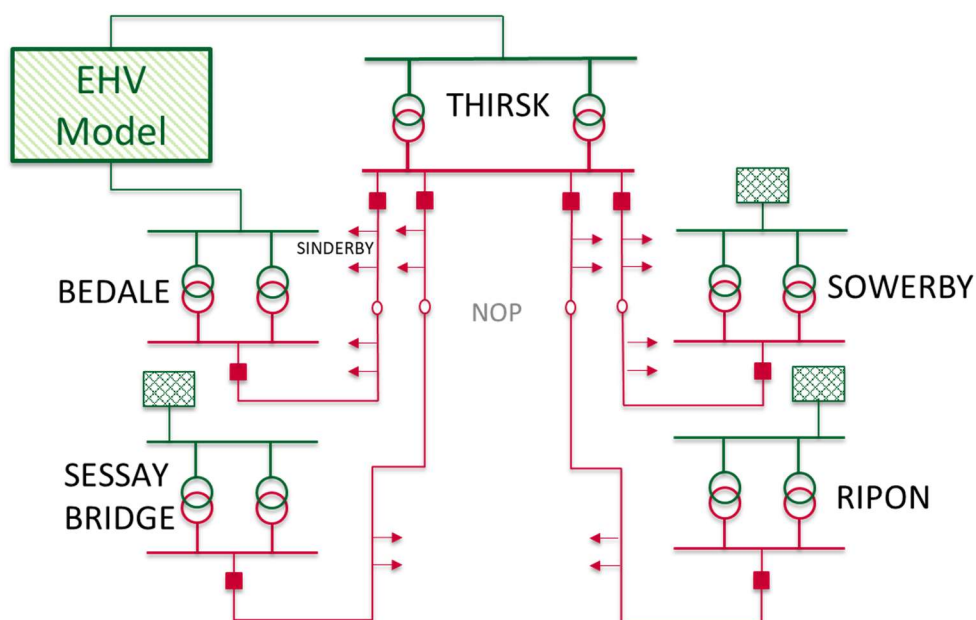 EHV
Model
THIRSK
SINDERBY
BEDALE
NOP
SOWERBY
SESSAY
BRIDGE
RIPON